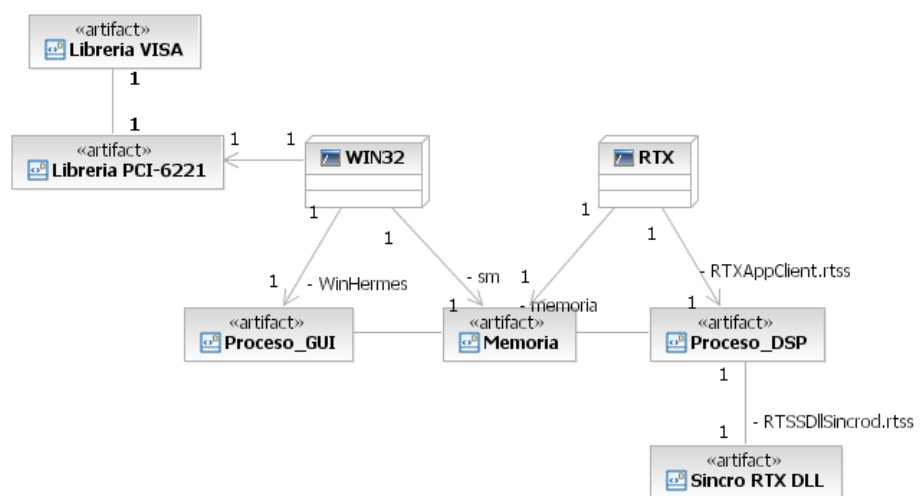 «artifact»
Libreria VISA
1
1
«artifact»
Libreria PCI-6221
1
1
WIN32
RTX
1
1
1
1
1
- WinHermes
- sm
1
- memoria
- RTXAppClient.rtss
1
1
«artifact»
Proceso_GUI
«artifact»
Memoria
«artifact»
Proceso_DSP
1
- RTSSDllSincrod.rtss
1
«artifact»
Sincro RTX DLL